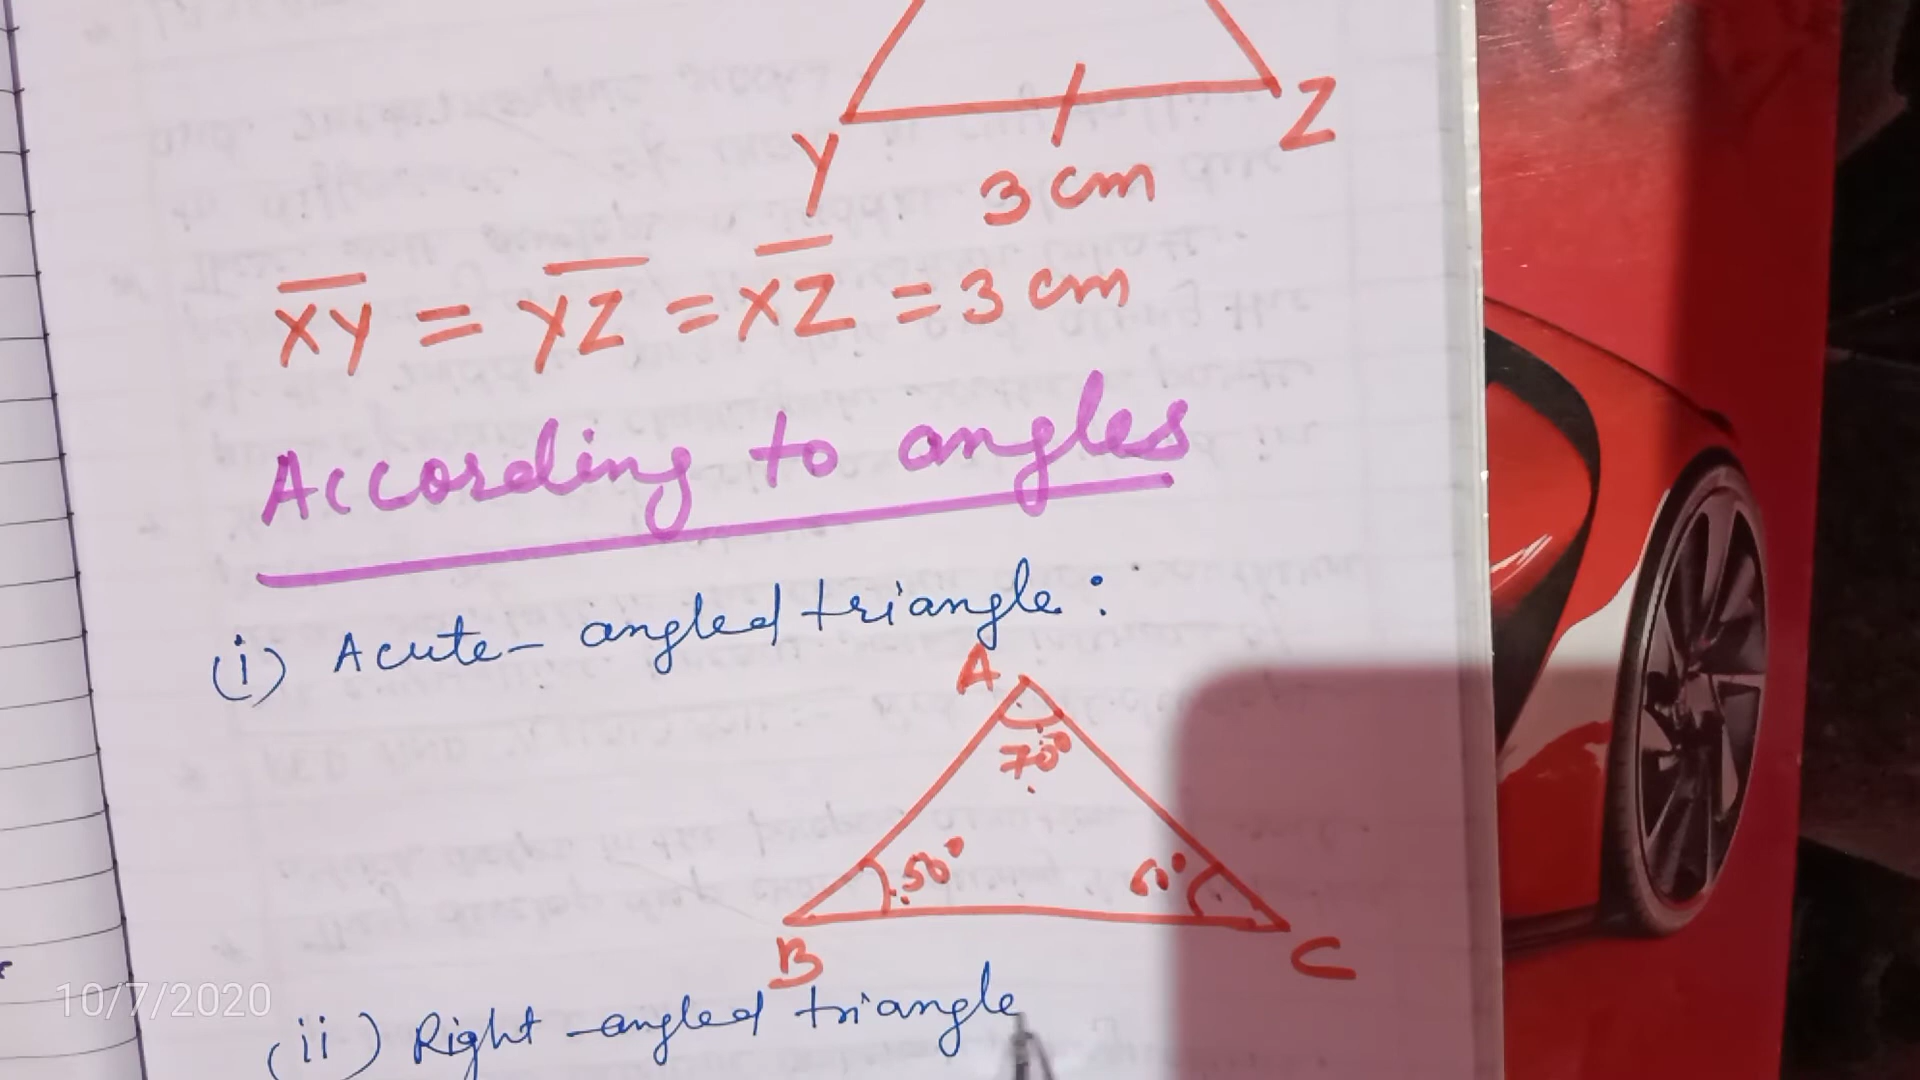 Y Z
3 cm
XY = YZ = XZ = 3 cm
According to angles
(i) Acute-angled triangle:
A
70°
50° 60°
B C
10/7/2020
(ii) Right-angled triangle